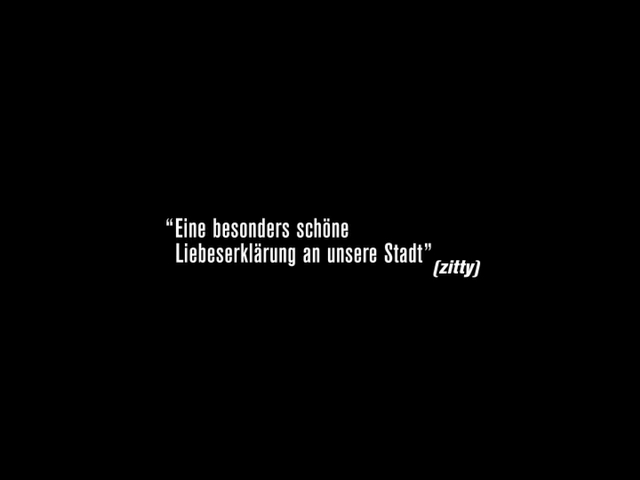 “Eine besonders schöne
Liebeserklärung an unsere Stadt”
(zitty)